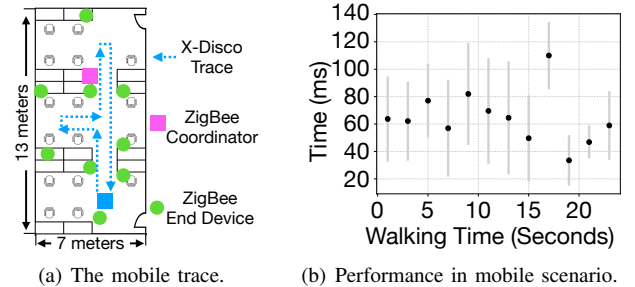 13 meters
7 meters
X-Disco
Trace
ZigBee
Coordinator
ZigBee
End Device
(a) The mobile trace.
Time (ms)
140
120
100
80
60
40
20
0 5 10 15 20
Walking Time (Seconds)
(b) Performance in mobile scenario.